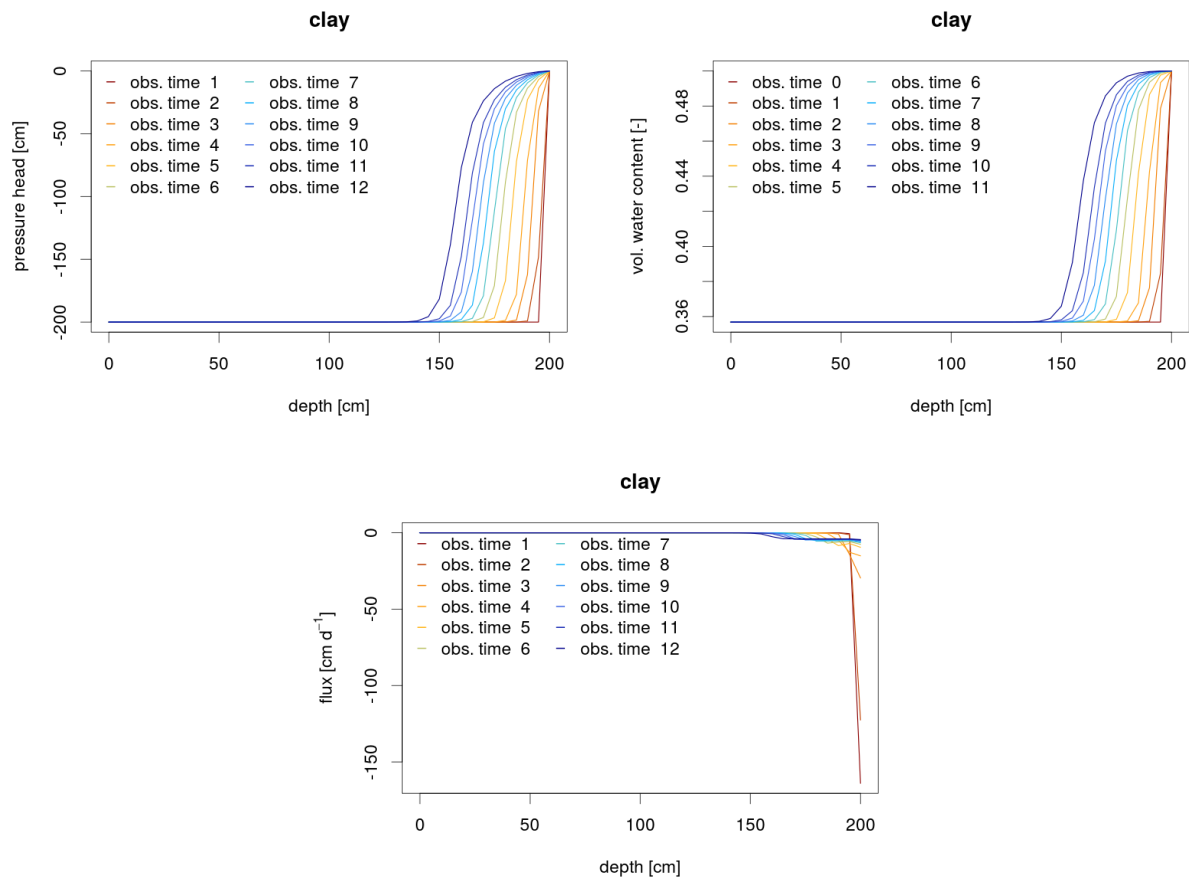 clay
pressure head [cm]
0
-50
-100
-150
-200
obs. time 1
obs. time 2
obs. time 3
obs. time 4
obs. time 5
obs. time 6
obs. time 7
obs. time 8
obs. time 9
obs. time 10
obs. time 11
obs. time 12
0 50 100 150 200
depth [cm]
clay
vol. water content [-]
0.48
0.44
0.40
0.36
obs. time 0
obs. time 1
obs. time 2
obs. time 3
obs. time 4
obs. time 5
obs. time 6
obs. time 7
obs. time 8
obs. time 9
obs. time 10
obs. time 11
0 50 100 150 200
depth [cm]
clay
flux [cm d⁻¹]
0
-50
-100
-150
obs. time 1
obs. time 2
obs. time 3
obs. time 4
obs. time 5
obs. time 6
obs. time 7
obs. time 8
obs. time 9
obs. time 10
obs. time 11
obs. time 12
0 50 100 150 200
depth [cm]